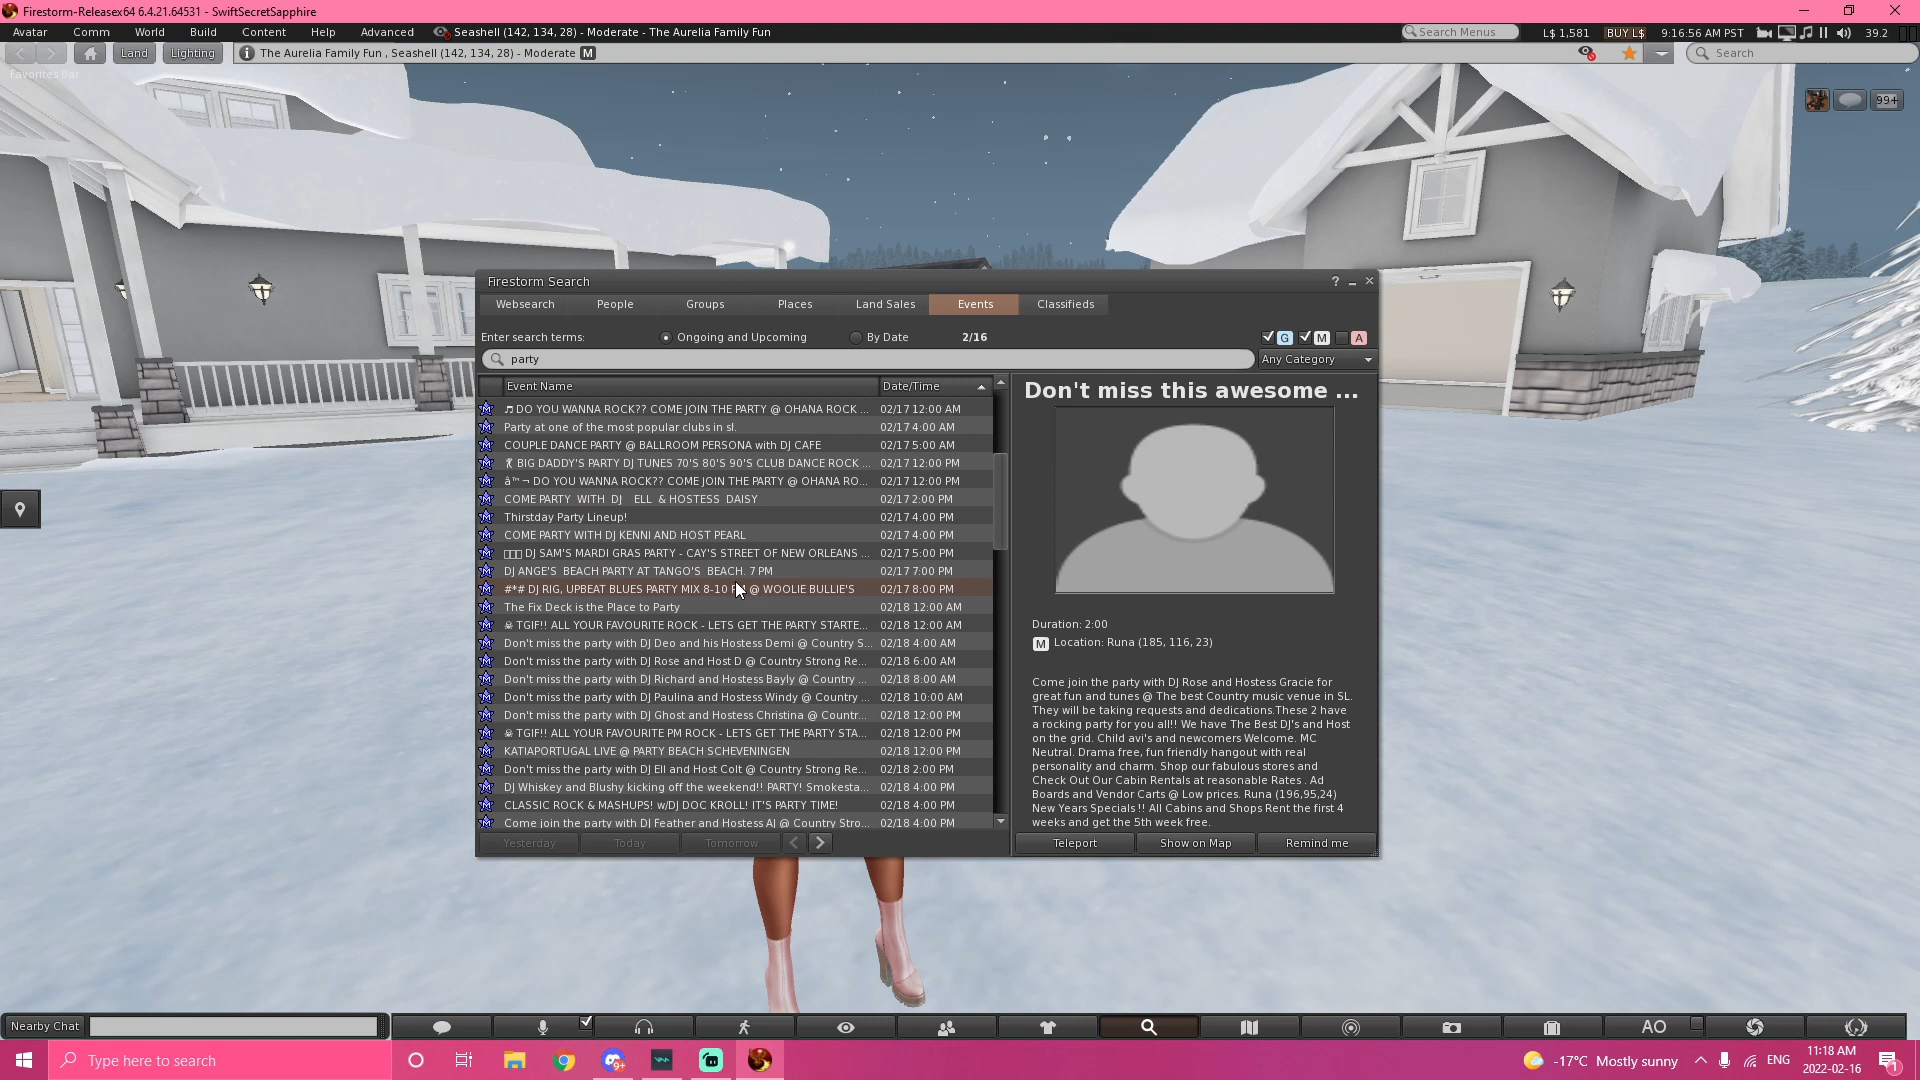 Firestorm-Releasex64 6.4.21.64531 - SwiftSecretSapphire
Avatar Comm World Build Content Help Advanced Seashell (142, 134, 28) - Moderate - The Aurelia Family Fun Search Menus L$ 1,581 BUY L$ 9:16:56 AM PST 39.2
Land Lighting The Aurelia Family Fun , Seashell (142, 134, 28) - Moderate M Search
Favorites Bar
99+
Firestorm Search ?
Websearch People Groups Places Land Sales Events Classifieds
Enter search terms: Ongoing and Upcoming By Date 2/16 G M A
party Any Category
Event Name Date/Time
♬ DO YOU WANNA ROCK?? COME JOIN THE PARTY @ OHANA ROCK ... 02/17 12:00 AM
Party at one of the most popular clubs in sl. 02/17 4:00 AM
COUPLE DANCE PARTY @ BALLROOM PERSONA with DJ CAFE 02/17 5:00 AM
BIG DADDY'S PARTY DJ TUNES 70'S 80'S 90'S CLUB DANCE ROCK ... 02/17 12:00 PM
â™¬ DO YOU WANNA ROCK?? COME JOIN THE PARTY @ OHANA RO... 02/17 12:00 PM
COME PARTY WITH DJ ELL & HOSTESS DAISY 02/17 2:00 PM
Thirstday Party Lineup! 02/17 4:00 PM
COME PARTY WITH DJ KENNI AND HOST PEARL 02/17 4:00 PM
DJ SAM'S MARDI GRAS PARTY - CAY'S STREET OF NEW ORLEANS ... 02/17 5:00 PM
DJ ANGE'S BEACH PARTY AT TANGO'S BEACH. 7 PM 02/17 7:00 PM
#*# DJ RIG, UPBEAT BLUES PARTY MIX 8-10 PM @ WOOLIE BULLIE'S 02/17 8:00 PM
The Fix Deck is the Place to Party 02/18 12:00 AM
☠ TGIF!! ALL YOUR FAVOURITE ROCK - LETS GET THE PARTY STARTE... 02/18 12:00 AM
Don't miss the party with DJ Deo and his Hostess Demi @ Country S... 02/18 4:00 AM
Don't miss the party with DJ Rose and Host D @ Country Strong Re... 02/18 6:00 AM
Don't miss the party with DJ Richard and Hostess Bayly @ Country ... 02/18 8:00 AM
Don't miss the party with DJ Paulina and Hostess Windy @ Country ... 02/18 10:00 AM
Don't miss the party with DJ Ghost and Hostess Christina @ Countr... 02/18 12:00 PM
☠ TGIF!! ALL YOUR FAVOURITE PM ROCK - LETS GET THE PARTY STA... 02/18 12:00 PM
KATIAPORTUGAL LIVE @ PARTY BEACH SCHEVENINGEN 02/18 12:00 PM
Don't miss the party with DJ Ell and Host Colt @ Country Strong Re... 02/18 2:00 PM
DJ Whiskey and Blushy kicking off the weekend!! PARTY! Smokesta... 02/18 4:00 PM
CLASSIC ROCK & MASHUPS! w/DJ DOC KROLL! IT'S PARTY TIME! 02/18 4:00 PM
Come join the party with DJ Feather and Hostess AJ @ Country Stro... 02/18 4:00 PM
Yesterday Today Tomorrow
Don't miss this awesome ...
Duration: 2:00
M Location: Runa (185, 116, 23)
Come join the party with DJ Rose and Hostess Gracie for
great fun and tunes @ The best Country music venue in SL.
They will be taking requests and dedications.These 2 have
a rocking party for you all!! We have The Best DJ's and Host
on the grid. Child avi's and newcomers Welcome. MC
Neutral. Drama free, fun friendly hangout with real
personality and charm. Shop our fabulous stores and
Check Out Our Cabin Rentals at reasonable Rates . Ad
Boards and Vendor Carts @ Low prices. Runa (196,95,24)
New Years Specials !! All Cabins and Shops Rent the first 4
weeks and get the 5th week free.
Teleport Show on Map Remind me
Nearby Chat AO
Type here to search -17°C Mostly sunny ENG 11:18 AM
2022-02-16
9+
1